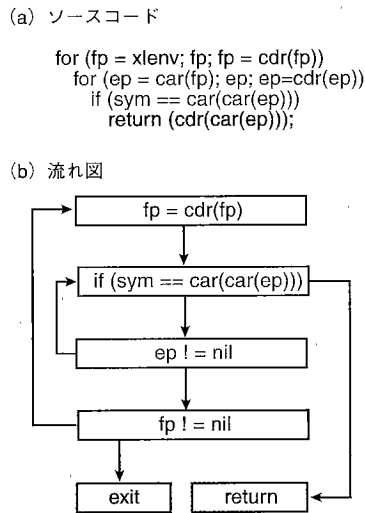 (a) ソースコード
for (fp = xlenv; fp; fp = cdr(fp))
for (ep = car(fp); ep; ep=cdr(ep))
if (sym == car(car(ep)))
return (cdr(car(ep)));
(b) 流れ図
fp = cdr(fp)
if (sym == car(car(ep)))
ep ! = nil
fp ! = nil
exit
return